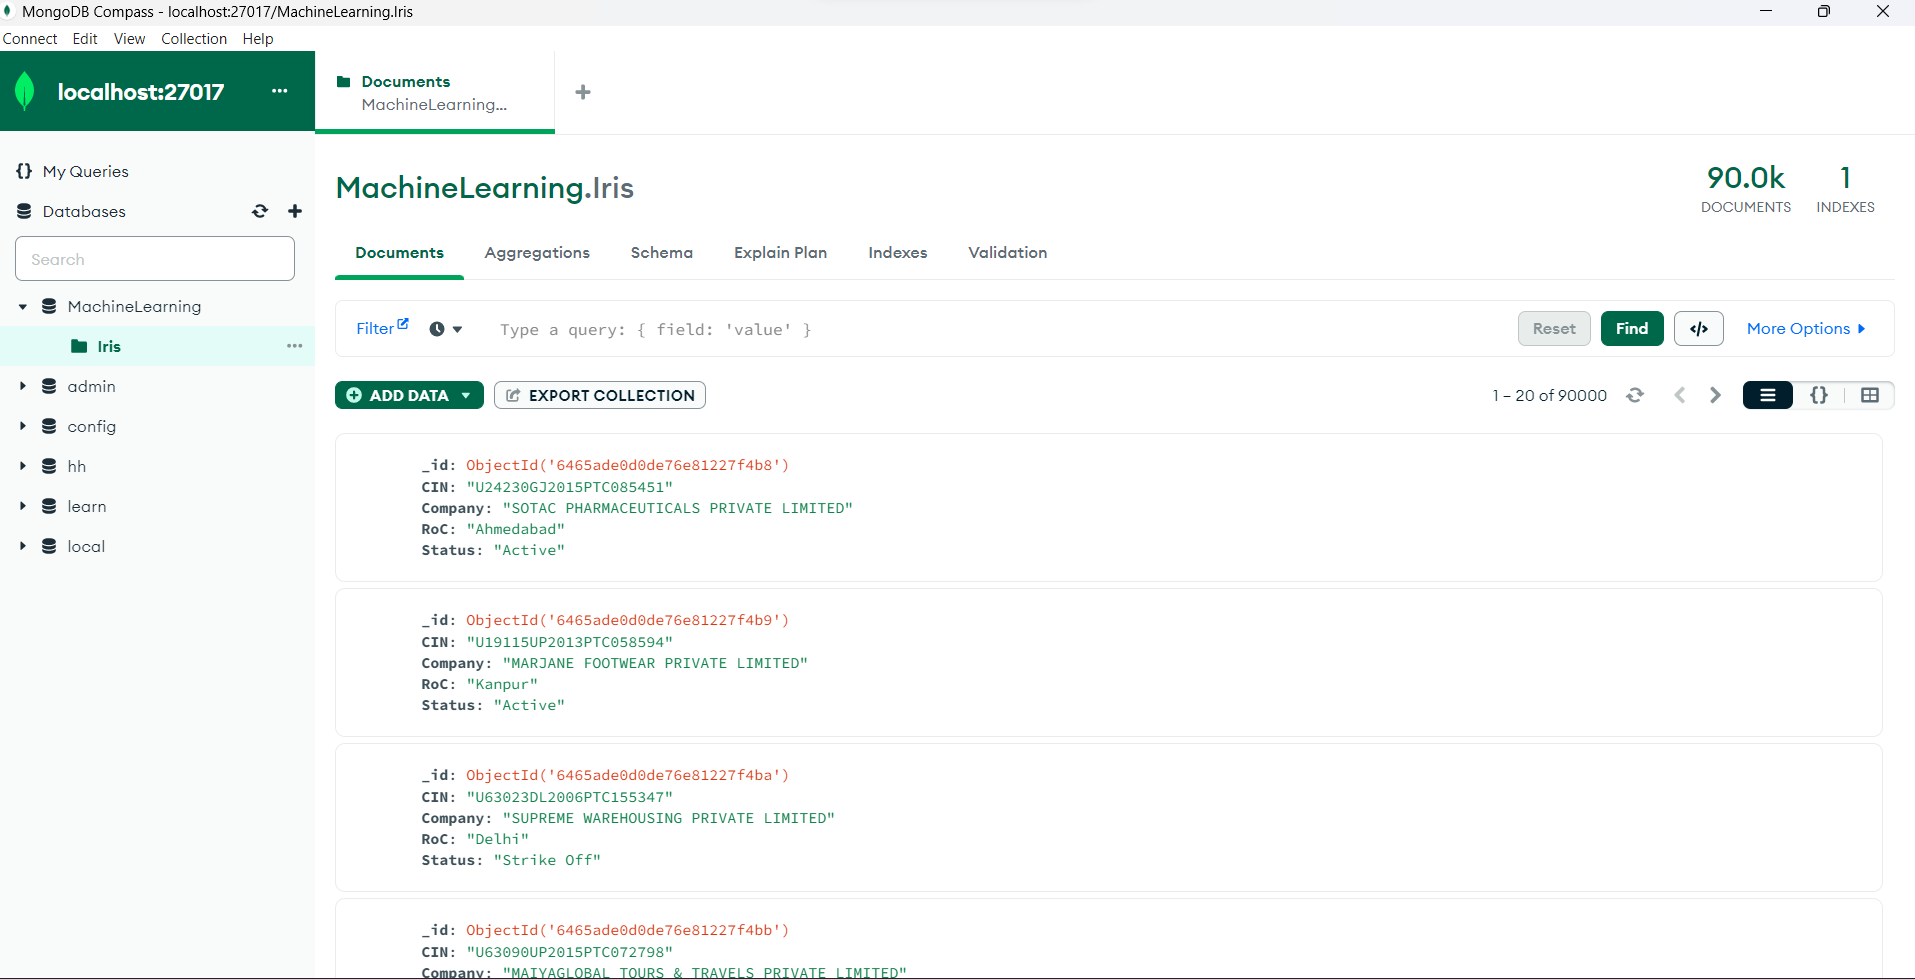 MongoDB Compass - localhost:27017/MachineLearning.Iris
Connect Edit View Collection Help
localhost:27017 ···
Documents
MachineLearning...
{} My Queries
Databases
Search
MachineLearning
Iris ···
admin
config
hh
learn
local
MachineLearning.Iris
90.0k
DOCUMENTS
1
INDEXES
Documents Aggregations Schema Explain Plan Indexes Validation
Filter Type a query: { field: 'value' } Reset Find </> More Options
ADD DATA EXPORT COLLECTION 1 – 20 of 90000 {}
_id: ObjectId('6465ade0d0de76e81227f4b8')
CIN: "U24230GJ2015PTC085451"
Company: "SOTAC PHARMACEUTICALS PRIVATE LIMITED"
RoC: "Ahmedabad"
Status: "Active"
_id: ObjectId('6465ade0d0de76e81227f4b9')
CIN: "U19115UP2013PTC058594"
Company: "MARJANE FOOTWEAR PRIVATE LIMITED"
RoC: "Kanpur"
Status: "Active"
_id: ObjectId('6465ade0d0de76e81227f4ba')
CIN: "U63023DL2006PTC155347"
Company: "SUPREME WAREHOUSING PRIVATE LIMITED"
RoC: "Delhi"
Status: "Strike Off"
_id: ObjectId('6465ade0d0de76e81227f4bb')
CIN: "U63090UP2015PTC072798"
Company: "MAIYAGLOBAL TOURS & TRAVELS PRIVATE LIMITED"